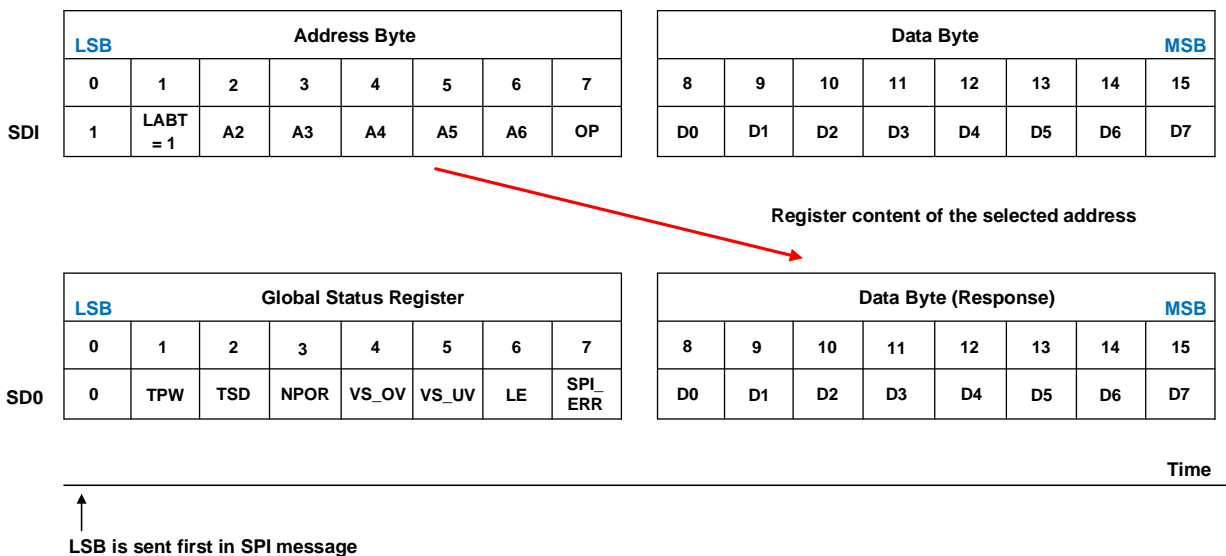 Address Byte Data Byte
LSB MSB
0 1 2 3 4 5 6 7 8 9 10 11 12 13 14 15
SDI 1 LABT = 1 A2 A3 A4 A5 A6 OP D0 D1 D2 D3 D4 D5 D6 D7
Register content of the selected address
Global Status Register Data Byte (Response)
LSB MSB
0 1 2 3 4 5 6 7 8 9 10 11 12 13 14 15
SD0 0 TPW TSD NPOR VS_OV VS_UV LE SPI_ ERR D0 D1 D2 D3 D4 D5 D6 D7
Time
LSB is sent first in SPI message